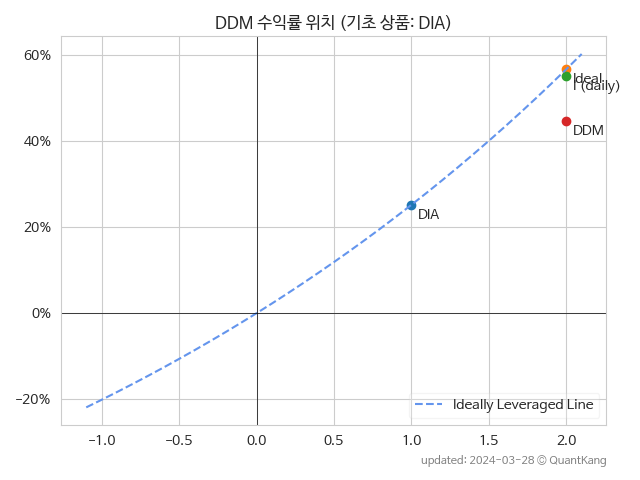 DDM 수익률 위치 (기초 상품: DIA)
60%
40%
20%
0%
−20%
Ideal
I (daily)
DDM
DIA
Ideally Leveraged Line
−1.0 −0.5 0.0 0.5 1.0 1.5 2.0
updated: 2024-03-28 © QuantKang